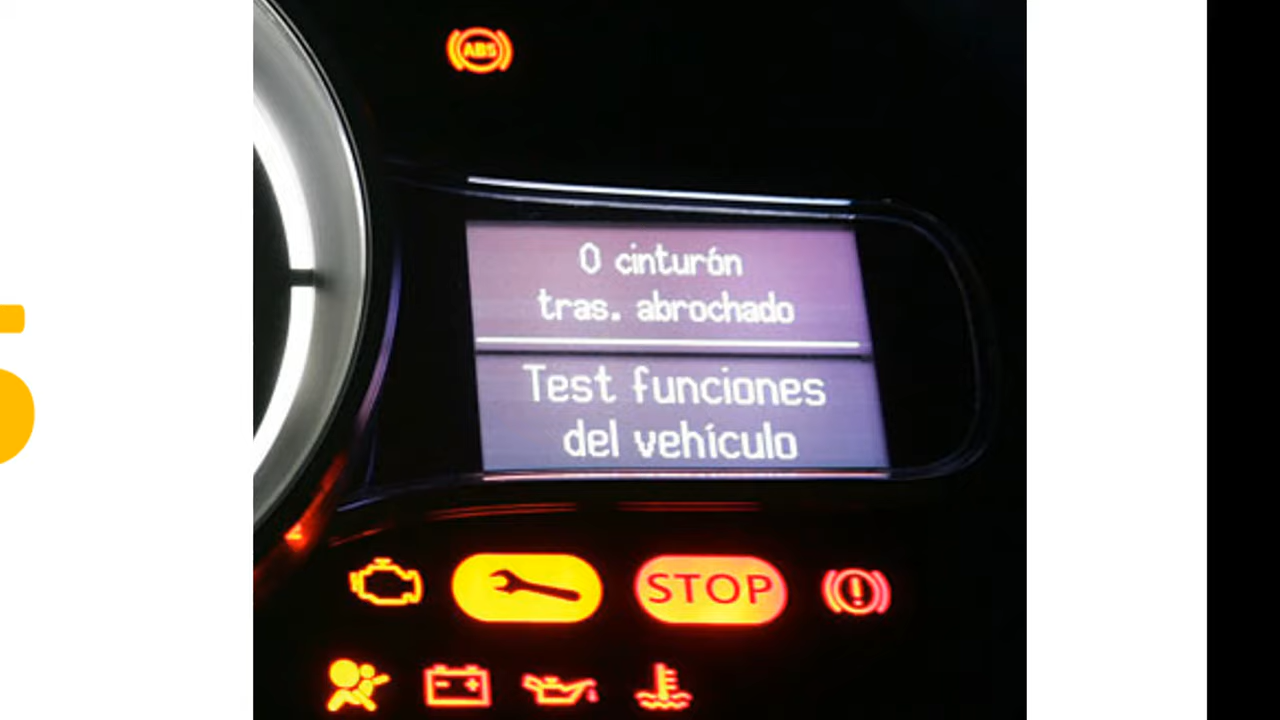 ABS
0 cinturón
tras. abrochado
Test funciones
del vehículo
STOP